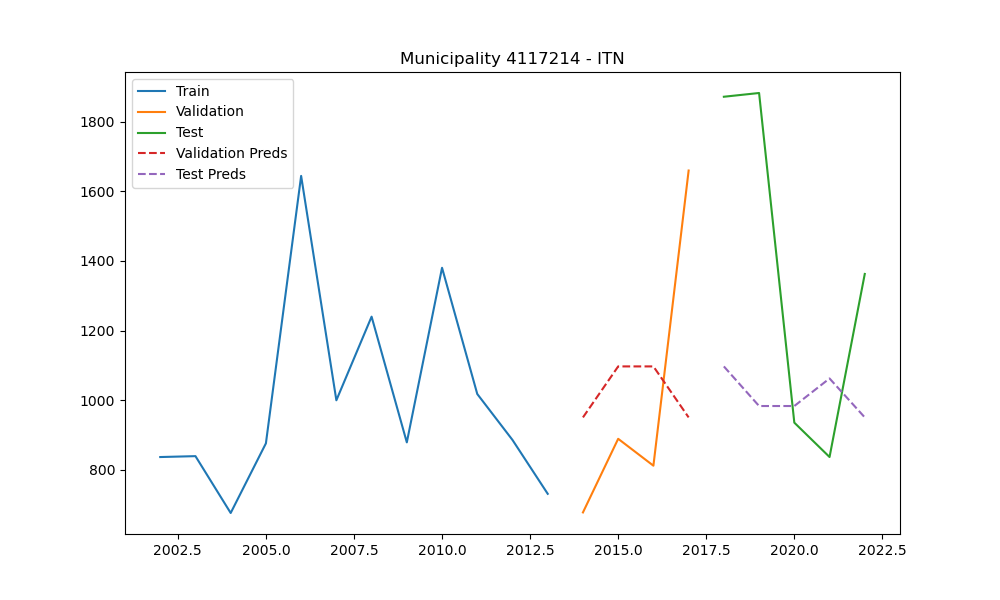 Municipality 4117214 - ITN
Train
Validation
Test
Validation Preds
Test Preds
1800
1600
1400
1200
1000
800
2002.5 2005.0 2007.5 2010.0 2012.5 2015.0 2017.5 2020.0 2022.5